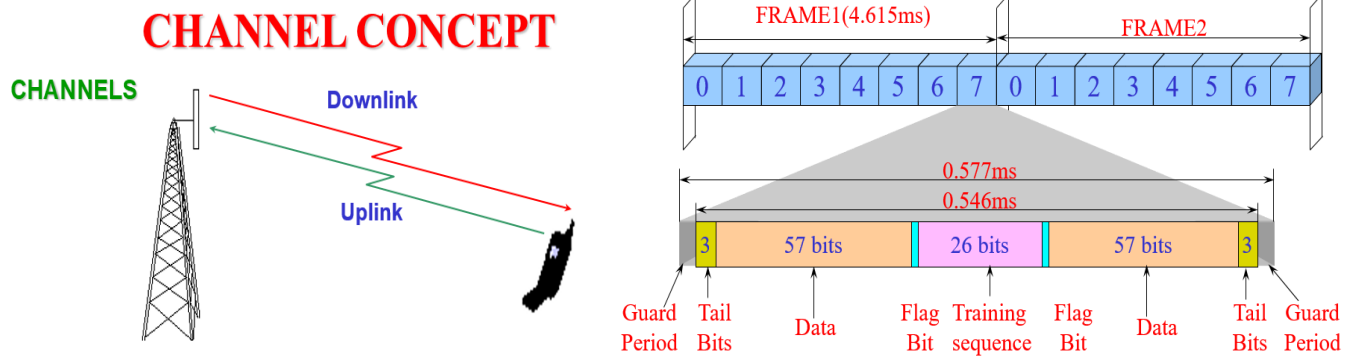 CHANNEL CONCEPT
CHANNELS
Downlink
Uplink
FRAME1(4.615ms)
FRAME2
0 1 2 3 4 5 6 7 0 1 2 3 4 5 6 7
0.577ms
0.546ms
3 57 bits 26 bits 57 bits 3
Guard Period
Tail Bits
Data
Flag Bit
Training sequence
Flag Bit
Data
Tail Bits
Guard Period